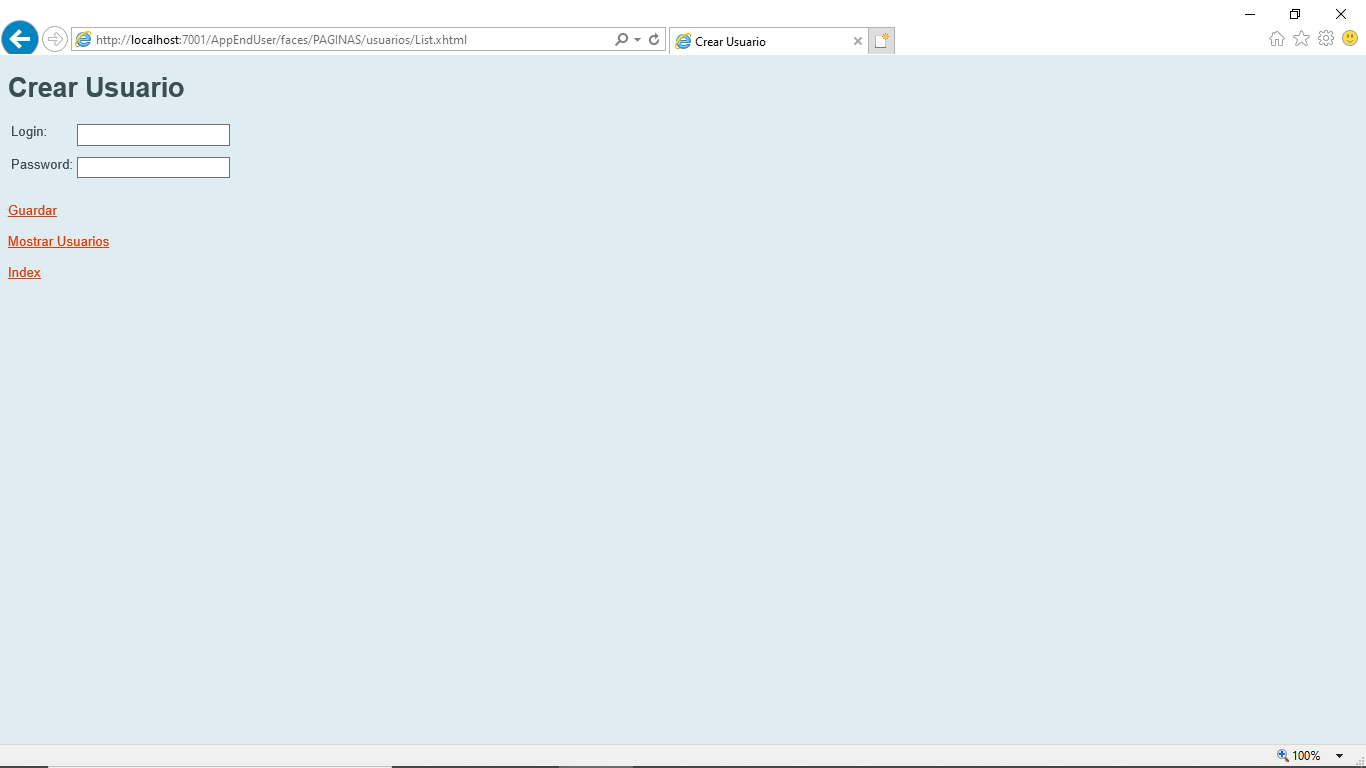 http://localhost:7001/AppEndUser/faces/PAGINAS/usuarios/List.xhtml
Crear Usuario
Crear Usuario
Login:
Password:
Guardar
Mostrar Usuarios
Index
100%